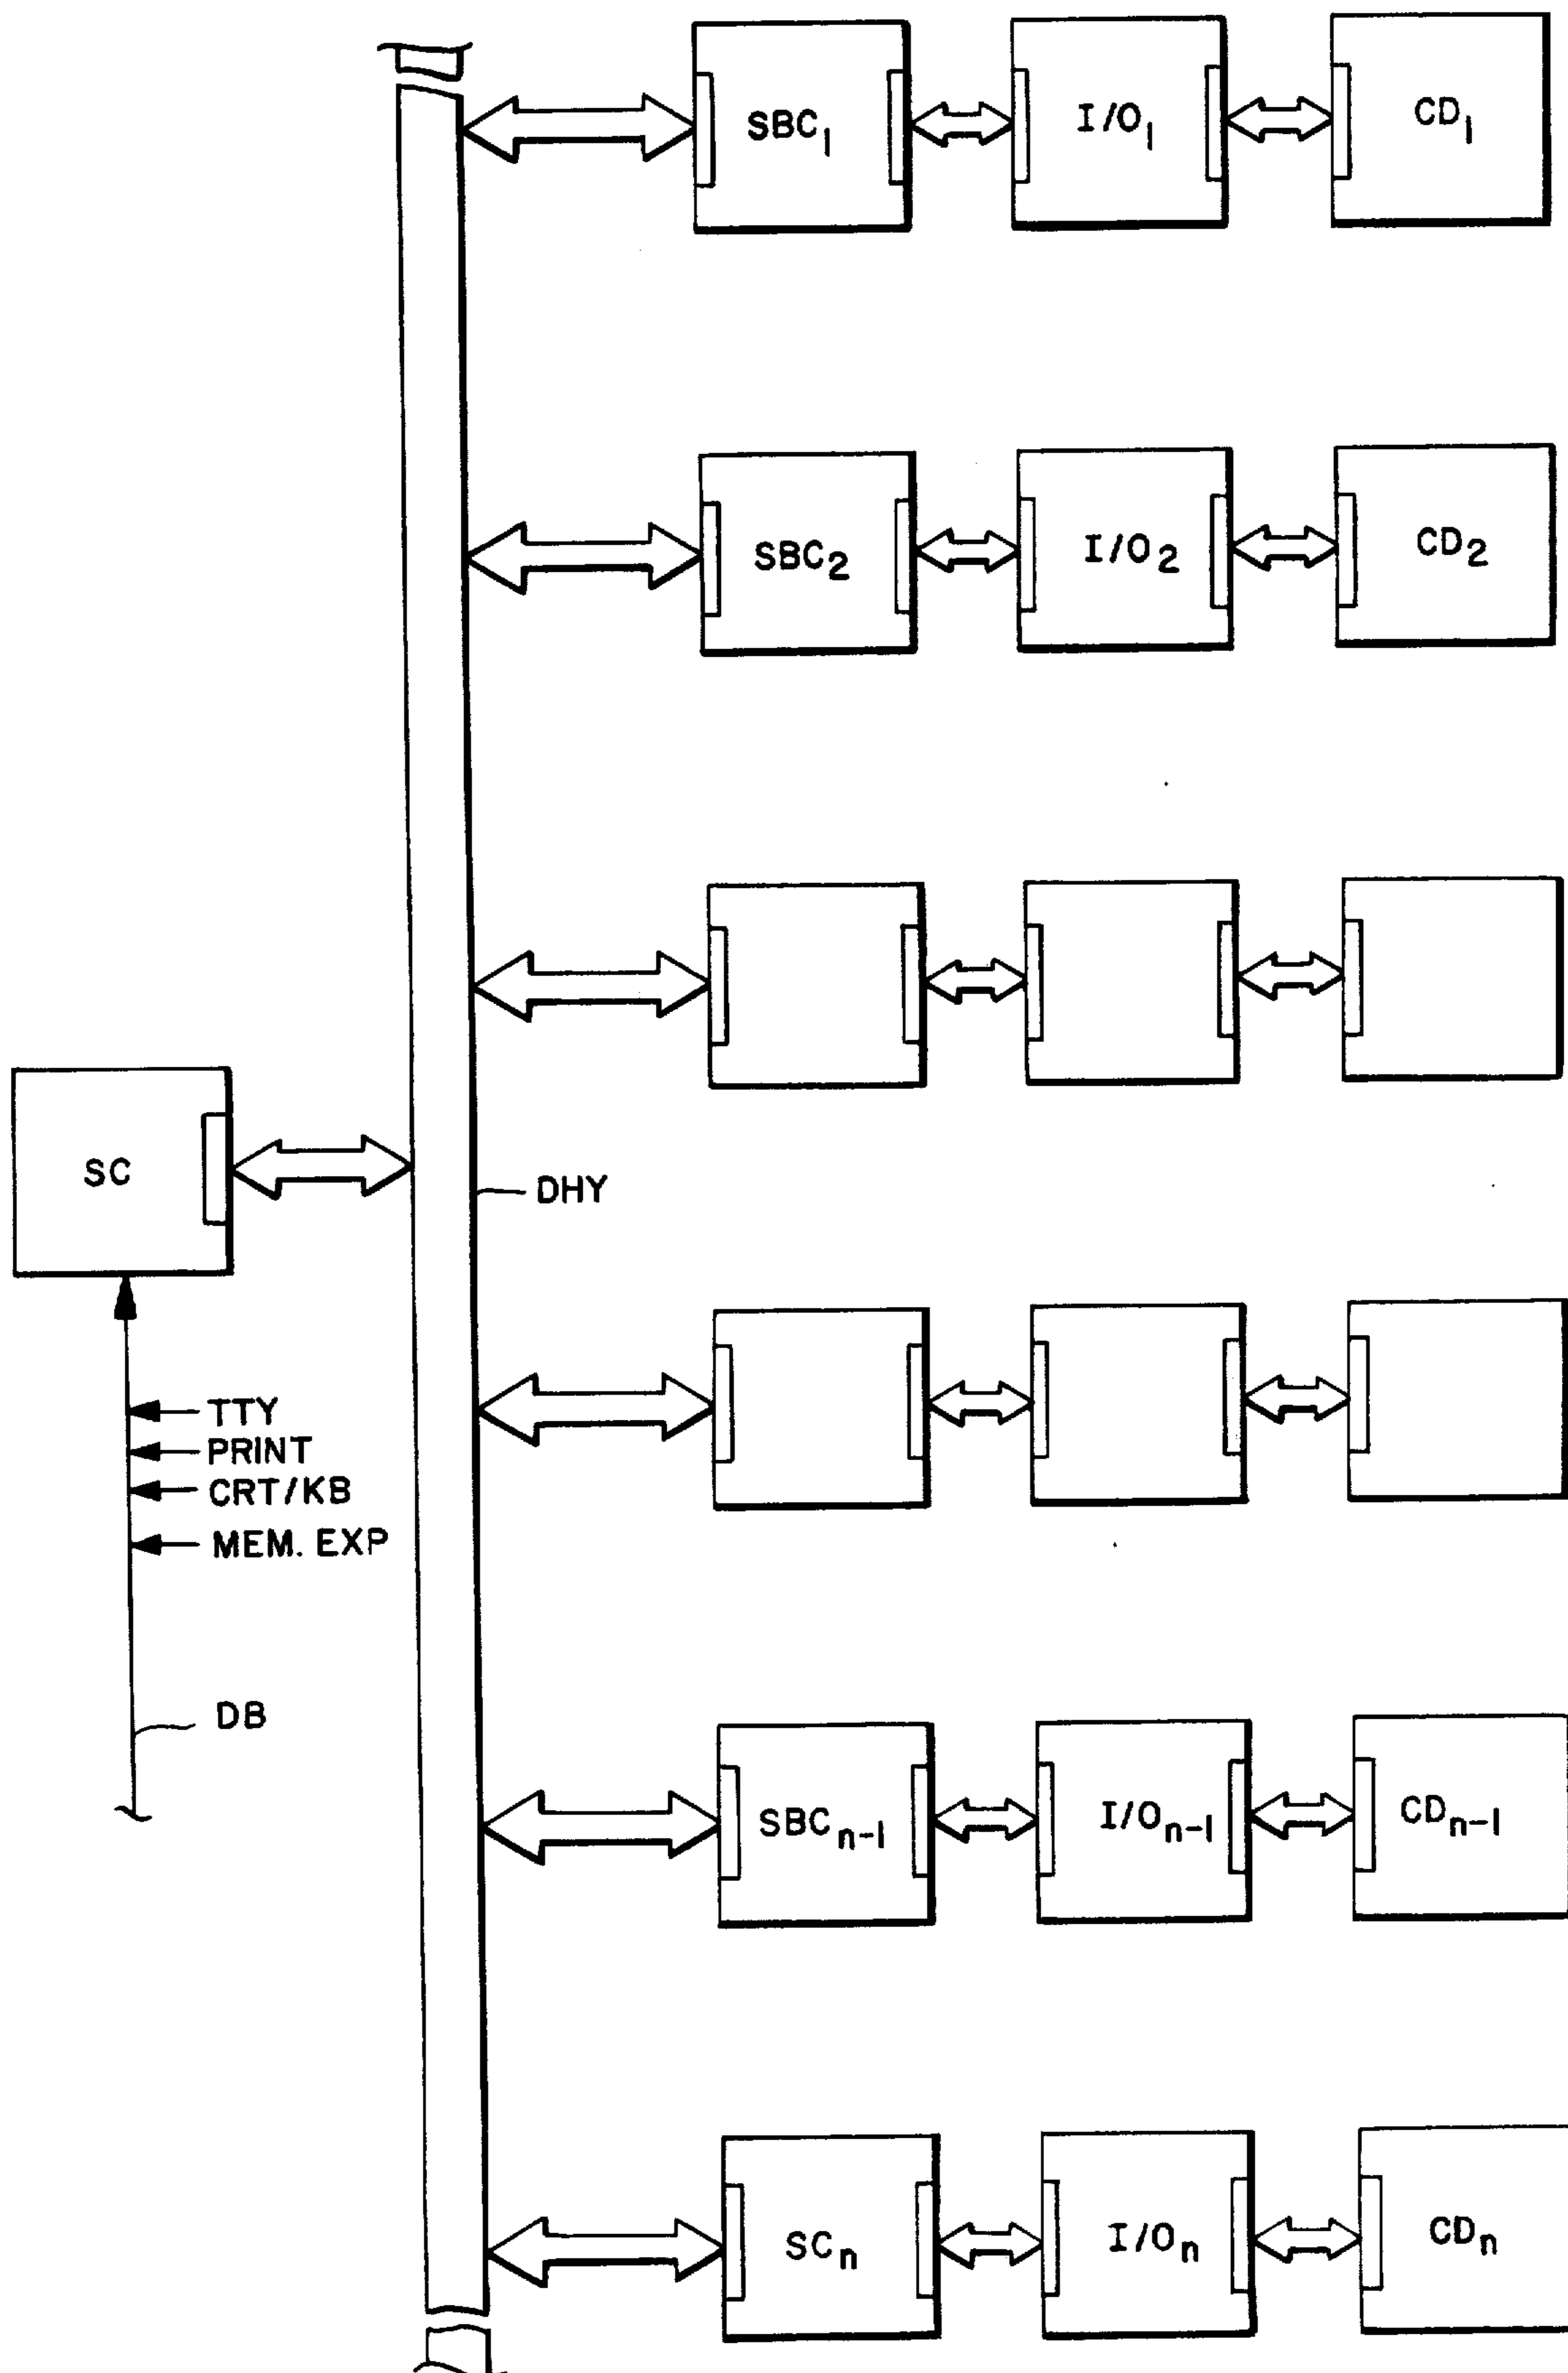 SBC₁ I/O₁ CD₁
SBC₂ I/O₂ CD₂
SC
DHY
TTY
PRINT
CRT/KB
MEM. EXP
DB
SBCₙ₋₁ I/Oₙ₋₁ CDₙ₋₁
SCₙ I/Oₙ CDₙ